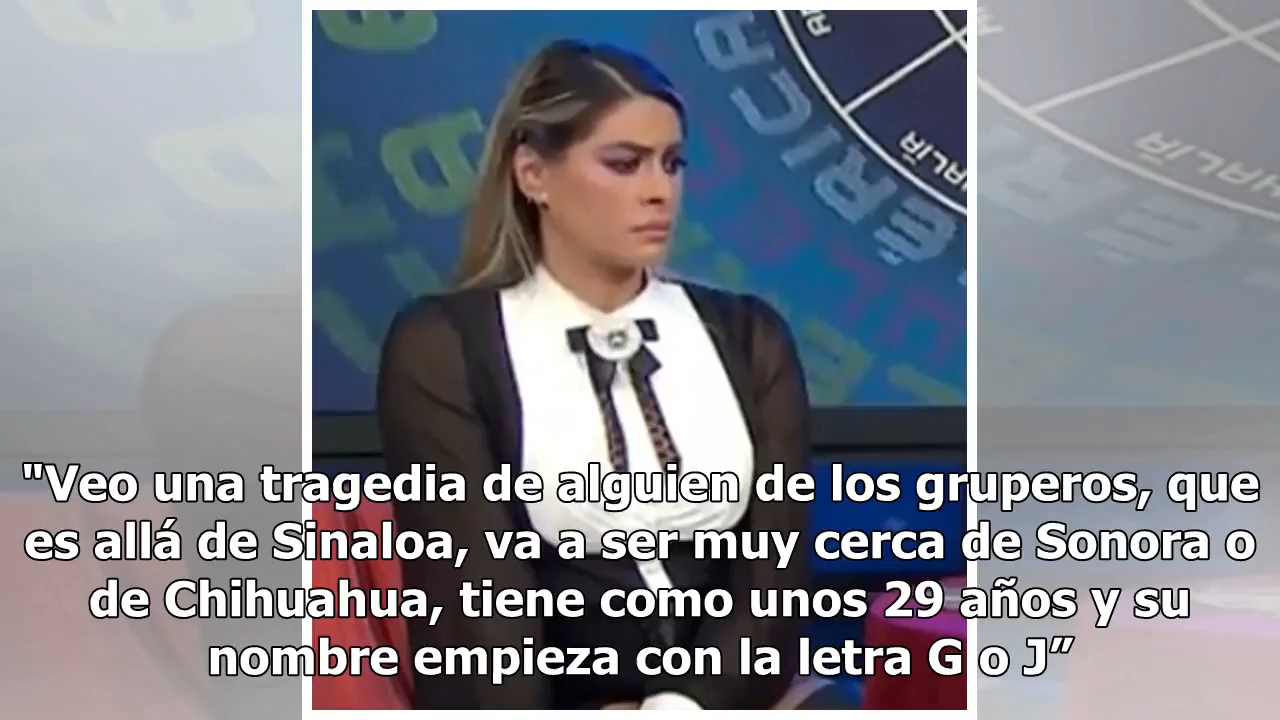 "Veo una tragedia de alguien de los gruperos, que
es allá de Sinaloa, va a ser muy cerca de Sonora o
de Chihuahua, tiene como unos 29 años y su
nombre empieza con la letra G o J”